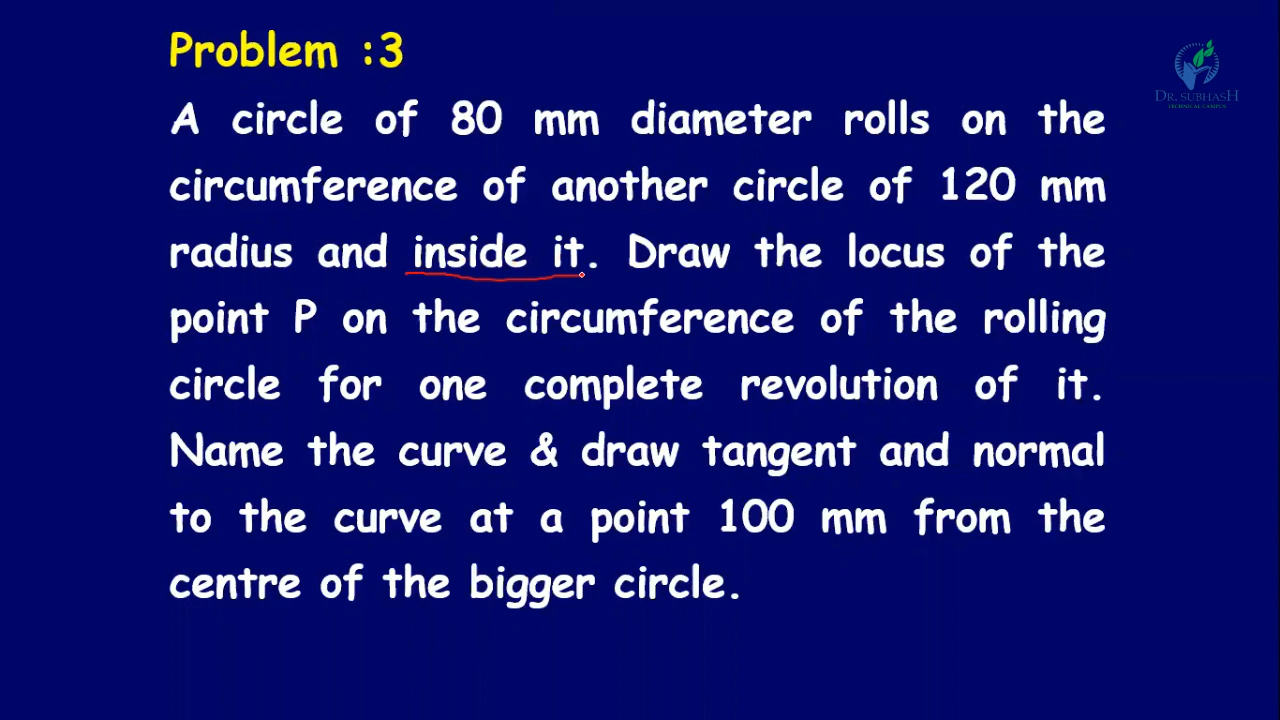 Problem :3
DR. SUBHASH
TECHNICAL CAMPUS
A circle of 80 mm diameter rolls on the
circumference of another circle of 120 mm
radius and inside it. Draw the locus of the
point P on the circumference of the rolling
circle for one complete revolution of it.
Name the curve & draw tangent and normal
to the curve at a point 100 mm from the
centre of the bigger circle.